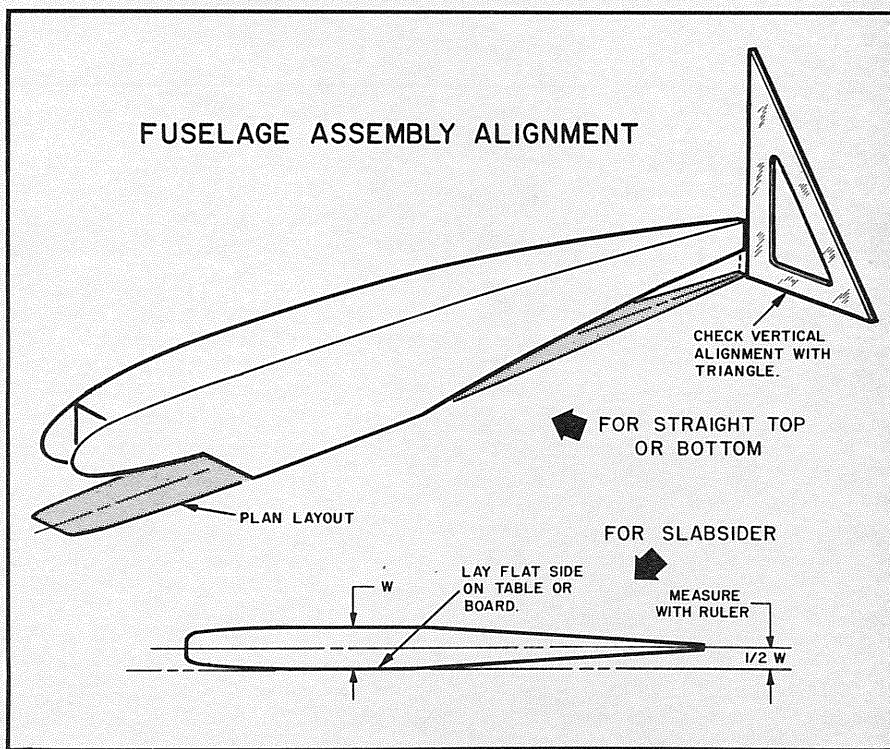 FUSELAGE ASSEMBLY ALIGNMENT
CHECK VERTICAL
ALIGNMENT WITH
TRIANGLE.
FOR STRAIGHT TOP
OR BOTTOM
PLAN LAYOUT
FOR SLABSIDER
W
LAY FLAT SIDE
ON TABLE OR
BOARD.
MEASURE
WITH RULER
1/2 W